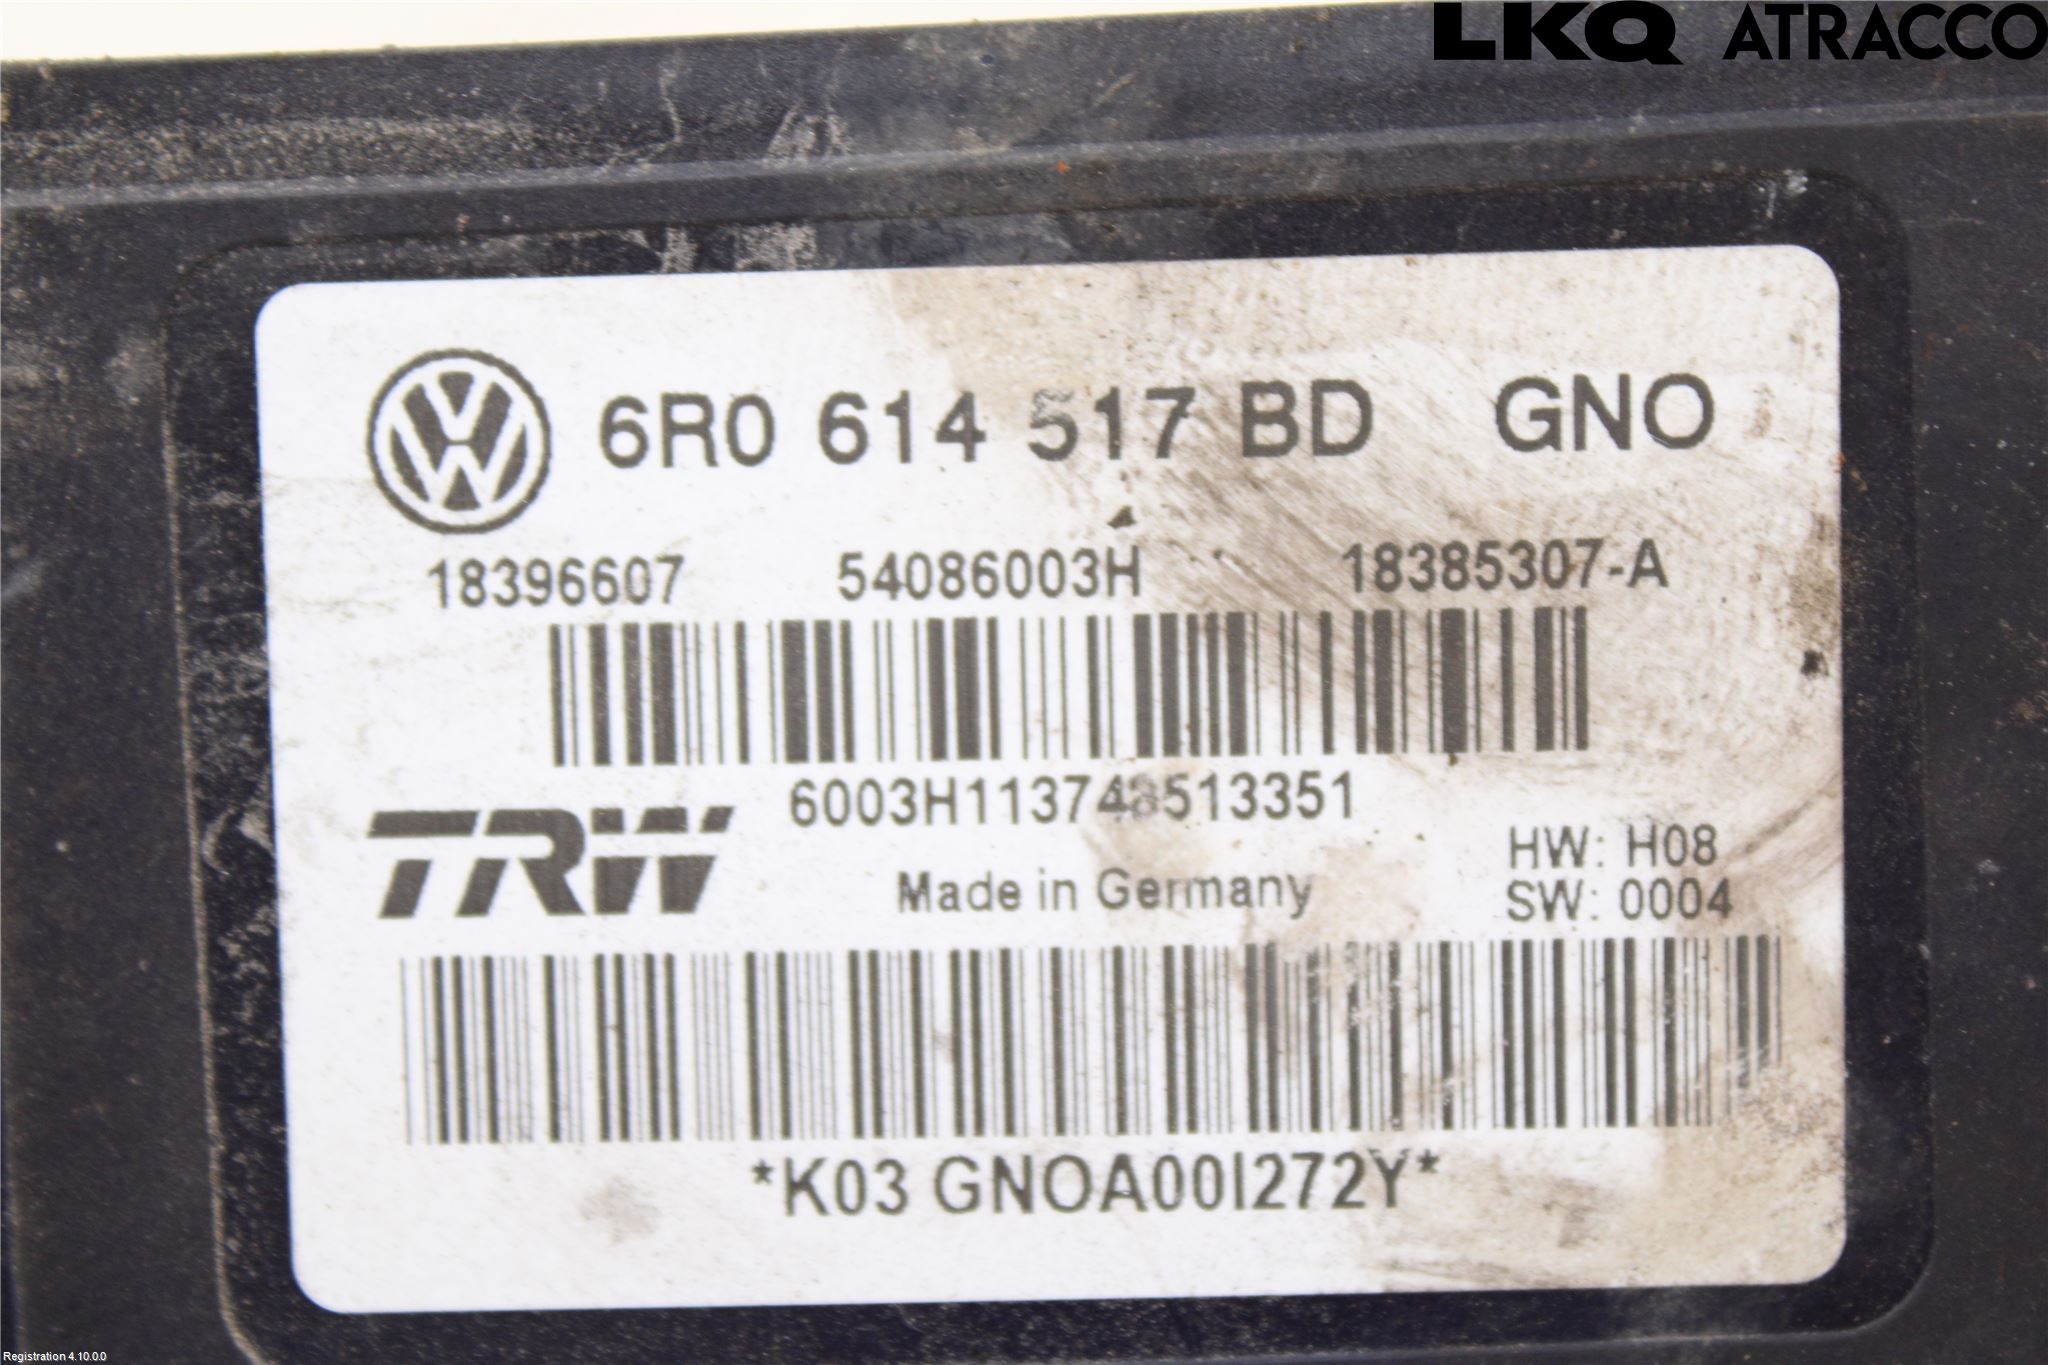 LKQ ATRACCO
6R0 614 517 BD GNO
18396607 54086003H 18385307-A
6003H113748513351
TRW
Made in Germany
HW: H08
SW: 0004
*K03 GNOA00I272Y*
Registration 4.10.0.0